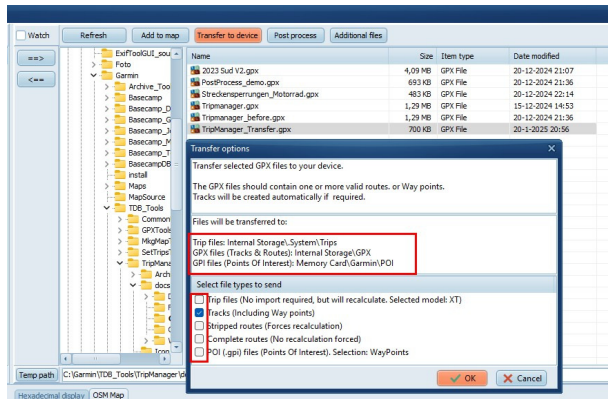 Watch
Refresh
Add to map
Transfer to device
Post process
Additional files
==>
<==
ExifToolGUI_sou
Foto
Garmin
Archive_Too
Basecamp
Basecamp_D
Basecamp_G
Basecamp_J
Basecamp_M
Basecamp_T
BasecampDB
install
Maps
MapSource
TDB_Tools
Common
GPXTools
MkgMapT
SetTrips
TripMana
Arch
docs
Icon
Name Size Item type Date modified
2023 Sud V2.gpx 4,09 MB GPX File 20-12-2024 21:07
PostProcess_demo.gpx 693 KB GPX File 20-12-2024 21:36
Streckensperrungen_Motorrad.gpx 483 KB GPX File 20-12-2024 22:14
Tripmanager.gpx 1,29 MB GPX File 15-12-2024 14:53
Tripmanager_before.gpx 1,29 MB GPX File 20-12-2024 21:36
TripManager_Transfer.gpx 700 KB GPX File 20-1-2025 20:56
Transfer options
Transfer selected GPX files to your device.
The GPX files should contain one or more valid routes. or Way points.
Tracks will be created automatically if required.
Files will be transferred to:
Trip files: Internal Storage\.System\Trips
GPX files (Tracks & Routes): Internal Storage\GPX
GPI files (Points Of Interest): Memory Card\Garmin\POI
Select file types to send
Trip files (No import required, but will recalculate. Selected model: XT)
Tracks (Including Way points)
Stripped routes (Forces recalculation)
Complete routes (No recalculation forced)
POI (.gpi) files (Points Of Interest). Selection: WayPoints
OK
Cancel
Temp path
C:\Garmin\TDB_Tools\TripManager\d
Hexadecimal display
OSM Map